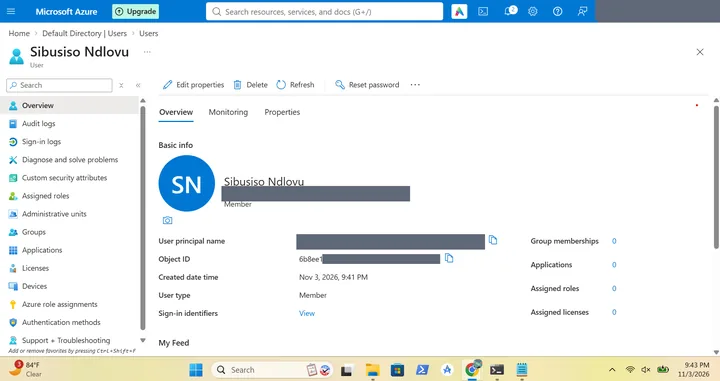 Microsoft Azure
Upgrade
Search resources, services, and docs (G+/)
2
Home > Default Directory | Users > Users
Sibusiso Ndlovu ...
User
Search
Edit properties Delete Refresh Reset password ...
Overview
Audit logs
Sign-in logs
Diagnose and solve problems
Custom security attributes
Assigned roles
Administrative units
Groups
Applications
Licenses
Devices
Azure role assignments
Authentication methods
Support + Troubleshooting
Add or remove favorites by pressing Ctrl+Shift+F
Overview Monitoring Properties
Basic info
SN
Sibusiso Ndlovu
Member
User principal name
Object ID 6b8ee1
Created date time Nov 3, 2026, 9:41 PM
User type Member
Sign-in identifiers View
Group memberships 0
Applications 0
Assigned roles 0
Assigned licenses 0
My Feed
3
84°F
Clear
Search
9:43 PM
11/3/2026